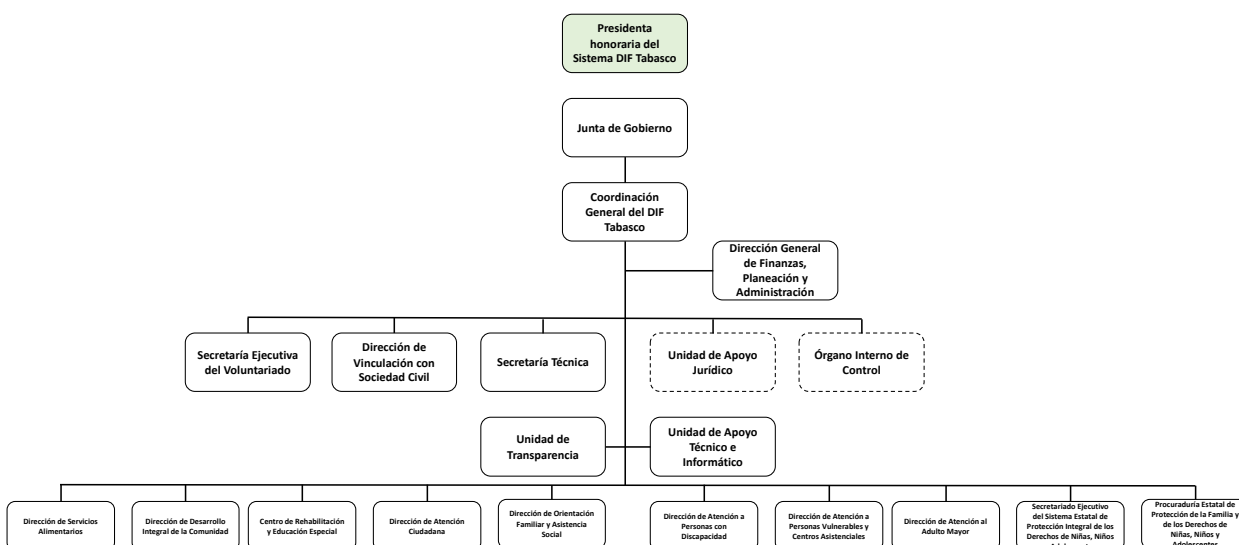 Presidenta
honoraria del
Sistema DIF Tabasco
Junta de Gobierno
Coordinación
General del DIF
Tabasco
Dirección General
de Finanzas,
Planeación y
Administración
Secretaría Ejecutiva
del Voluntariado
Dirección de
Vinculación con
Sociedad Civil
Secretaría Técnica
Unidad de Apoyo
Jurídico
Órgano Interno de
Control
Unidad de
Transparencia
Unidad de Apoyo
Técnico e
Informático
Dirección de Servicios
Alimentarios
Dirección de Desarrollo
Integral de la Comunidad
Centro de Rehabilitación
y Educación Especial
Dirección de Atención
Ciudadana
Dirección de Orientación
Familiar y Asistencia
Social
Dirección de Atención a
Personas con
Discapacidad
Dirección de Atención a
Personas Vulnerables y
Centros Asistenciales
Dirección de Atención al
Adulto Mayor
Secretariado Ejecutivo
del Sistema Estatal de
Protección Integral de los
Derechos de Niñas, Niños
Procuraduría Estatal de
Protección de la Familia y
de los Derechos de
Niñas, Niños y
Adolescentes